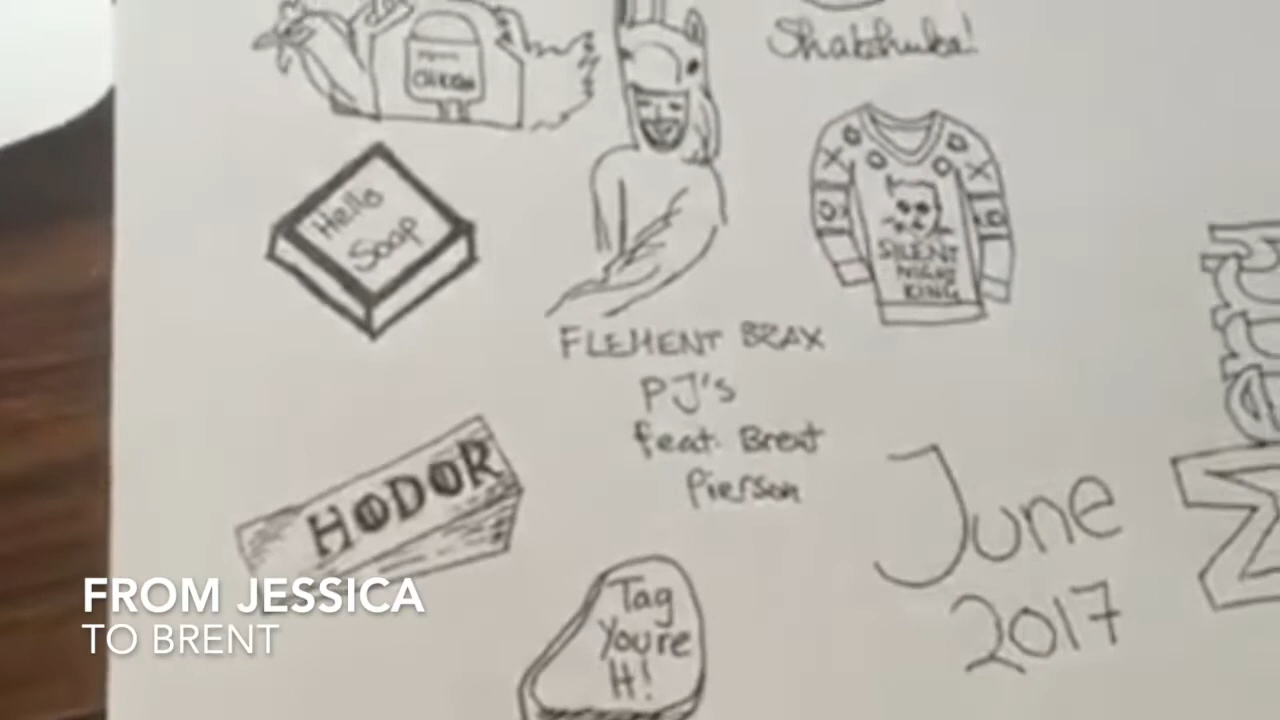 Shakshuka!
CHICKEN
Hello
Soap
SILENT
NIGHT
KING
FLEMENT BRAX
PJ's
feat. Brent
Pierson
HODOR
June
2017
Tag
You're
It!
FROM JESSICA
TO BRENT